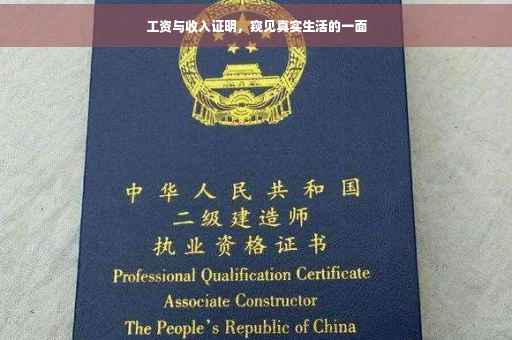 工资与收入证明，窥见真实生活的一面
中华人民共和国
二级建造师
执业资格证书
Professional Qualification Certificate
Associate Constructor
The People's Republic of China